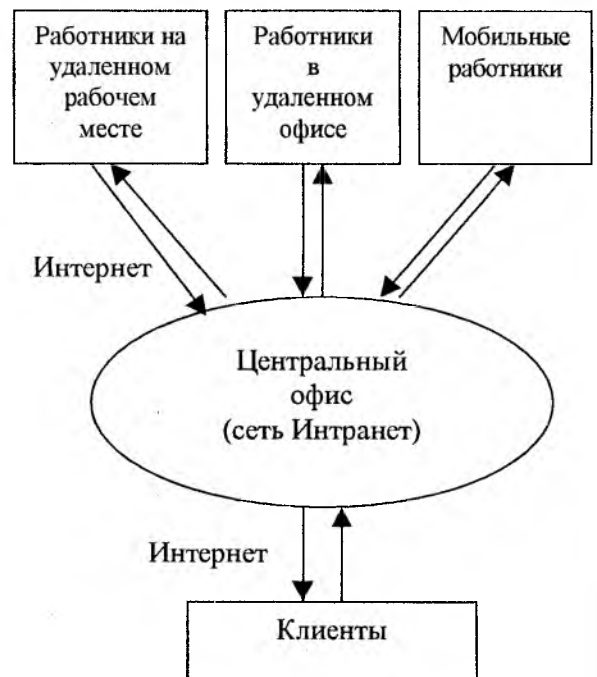 Работники на
удаленном
рабочем
месте
Работники
в
удаленном
офисе
Мобильные
работники
Интернет
Центральный
офис
(сеть Интранет)
Интернет
Клиенты